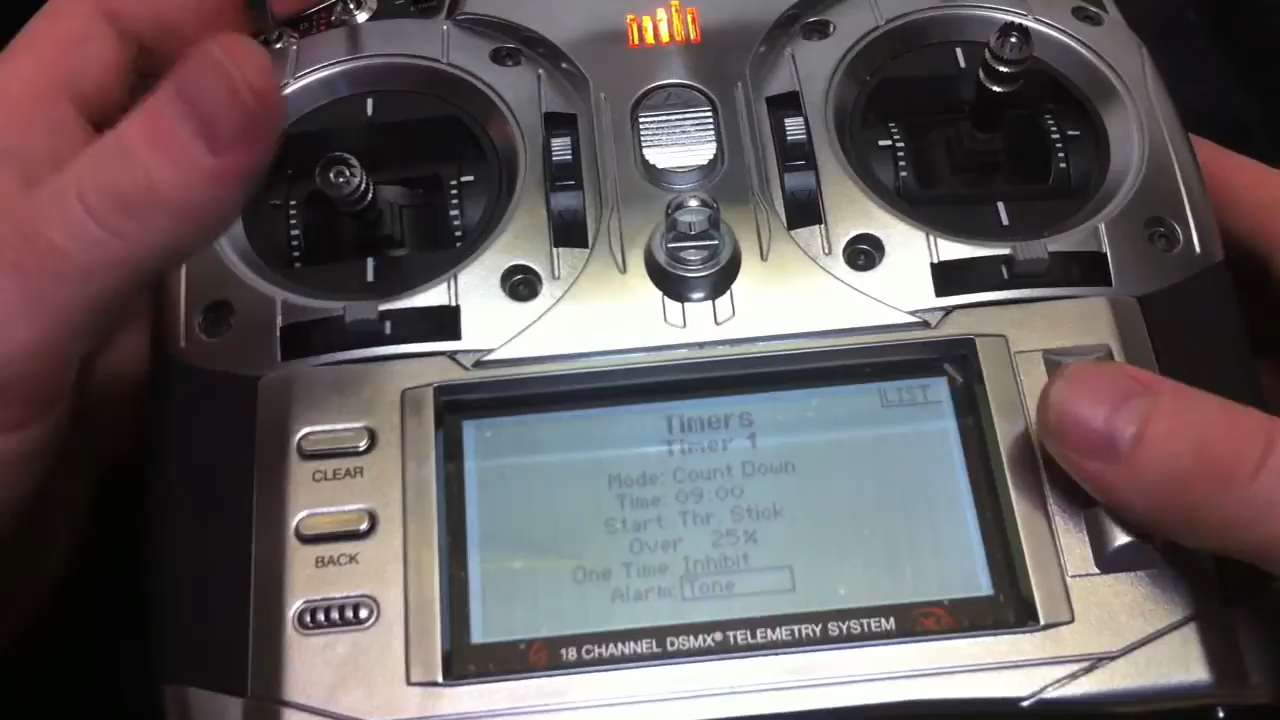 LIST
Timers
Timer 1
Mode: Count Down
Time: 09:00
Start: Thr. Stick
Over 25%
One Time: Inhibit
Alarm: Tone
CLEAR
BACK
18 CHANNEL DSMX® TELEMETRY SYSTEM